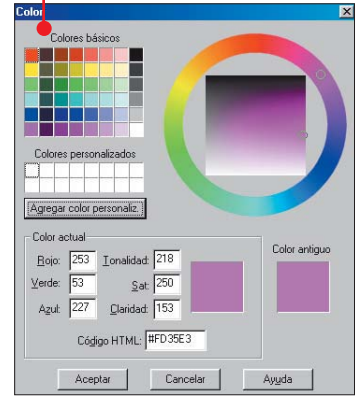 Color
Colores básicos
Colores personalizados
Agregar color personaliz.
Color actual
Rojo: 253 Tonalidad: 218
Verde: 53 Sat: 250
Azul: 227 Claridad: 153
Código HTML: #FD35E3
Color antiguo
Aceptar Cancelar Ayuda